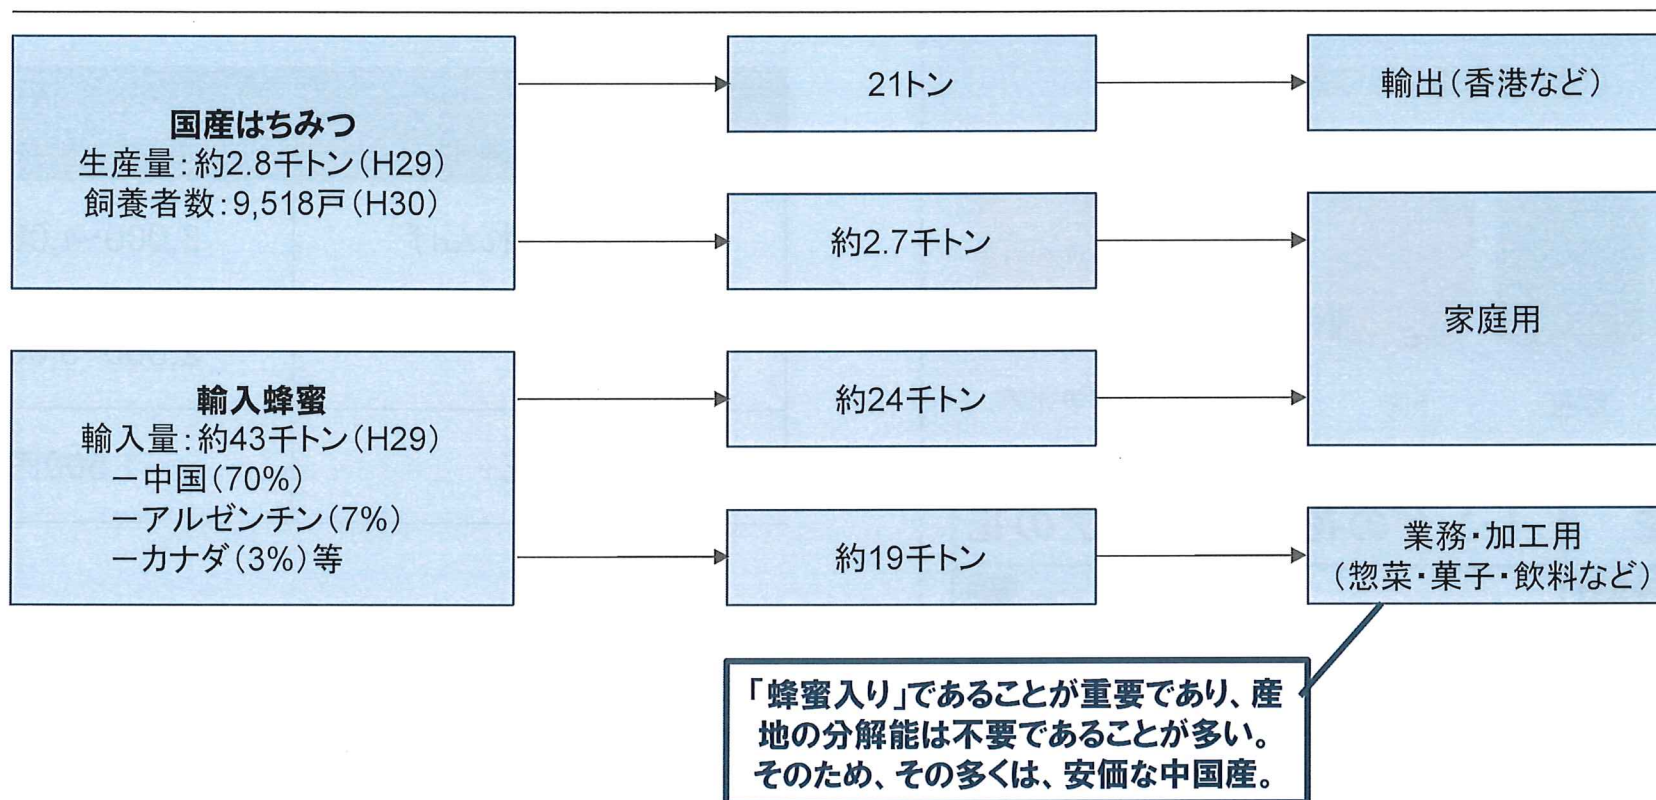 国産はちみつ
生産量:約2.8千トン(H29)
飼養者数:9,518戸(H30)
21トン
輸出(香港など)
約2.7千トン
家庭用
輸入蜂蜜
輸入量:約43千トン(H29)
ー中国(70%)
ーアルゼンチン(7%)
ーカナダ(3%)等
約24千トン
約19千トン
業務・加工用
(惣菜・菓子・飲料など)
「蜂蜜入り」であることが重要であり、産
地の分解能は不要であることが多い。
そのため、その多くは、安価な中国産。